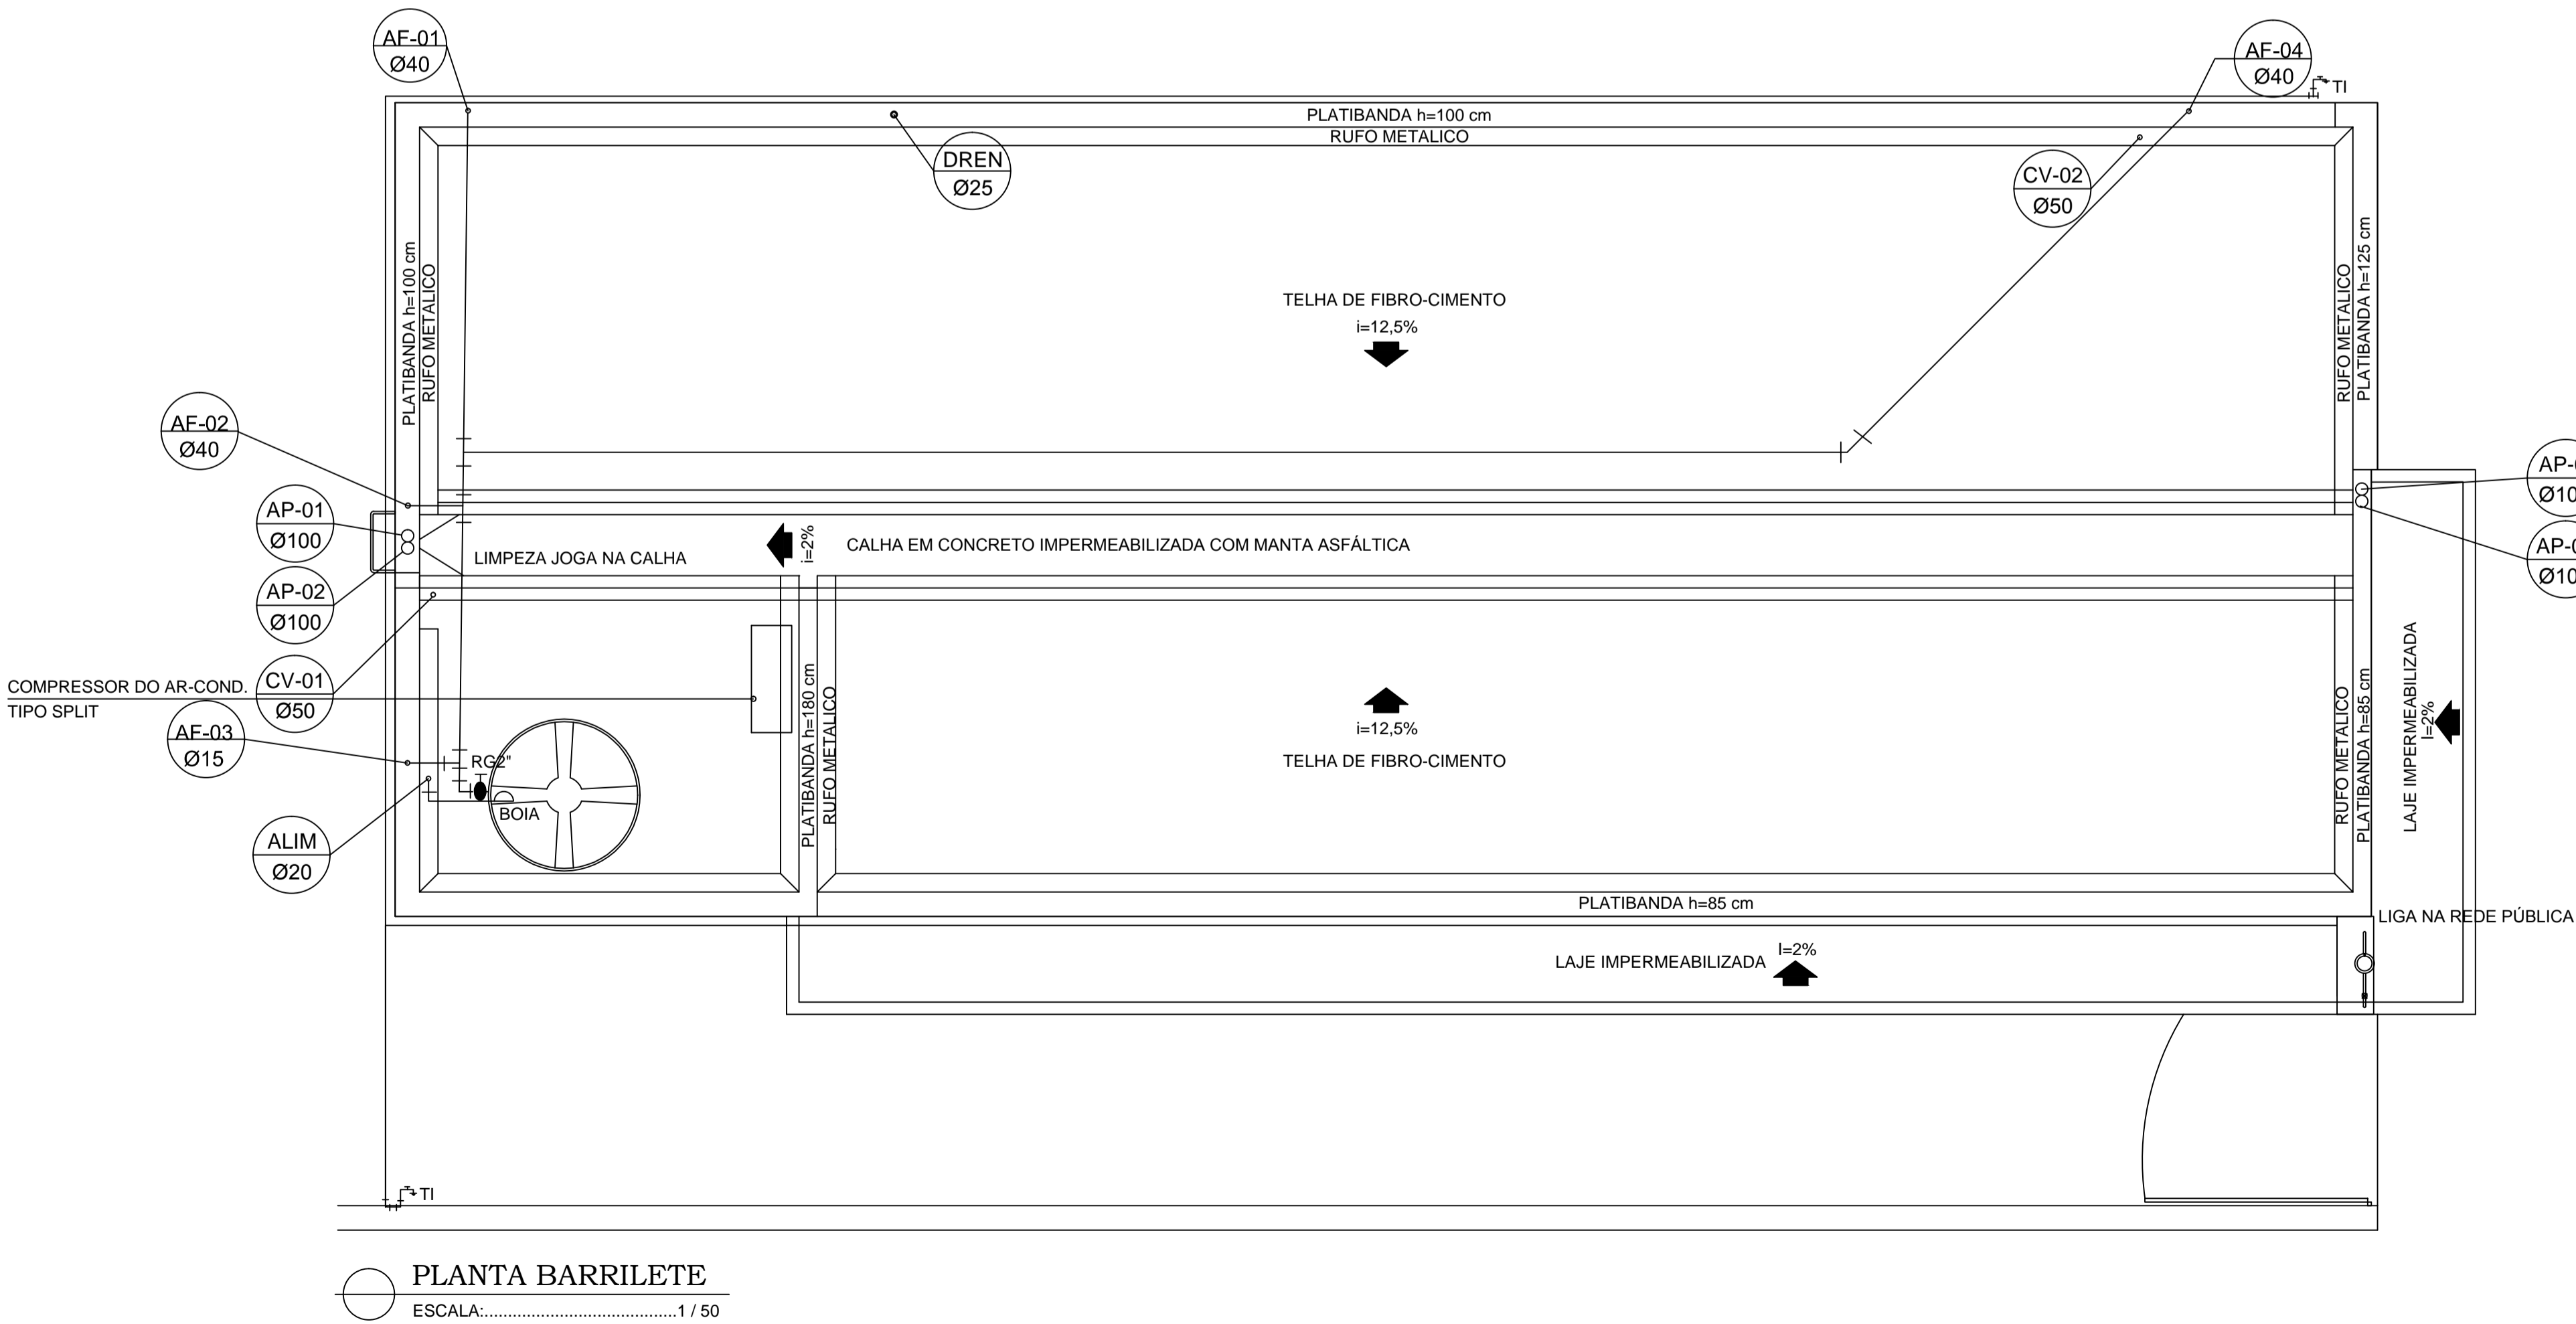 AF-01
Ø40
AF-04
Ø40
TI
PLATIBANDA h=100 cm
RUFO METALICO
DREN
Ø25
CV-02
Ø50
PLATIBANDA h=100 cm
RUFO METALICO
TELHA DE FIBRO-CIMENTO
i=12,5%
RUFO METALICO
PLATIBANDA h=125 cm
AF-02
Ø40
AP-01
Ø100
AP-02
Ø100
LIMPEZA JOGA NA CALHA
i=2%
CALHA EM CONCRETO IMPERMEABILIZADA COM MANTA ASFÁLTICA
COMPRESSOR DO AR-COND.
TIPO SPLIT
CV-01
Ø50
AF-03
Ø15
RG2"
BOIA
ALIM
Ø20
PLATIBANDA h=180 cm
RUFO METALICO
i=12,5%
TELHA DE FIBRO-CIMENTO
RUFO METALICO
PLATIBANDA h=85 cm
LAJE IMPERMEABILIZADA
I=2%
PLATIBANDA h=85 cm
LIGA NA REDE PÚBLICA
LAJE IMPERMEABILIZADA
I=2%
TI
PLANTA BARRILETE
ESCALA:.......................................1 / 50